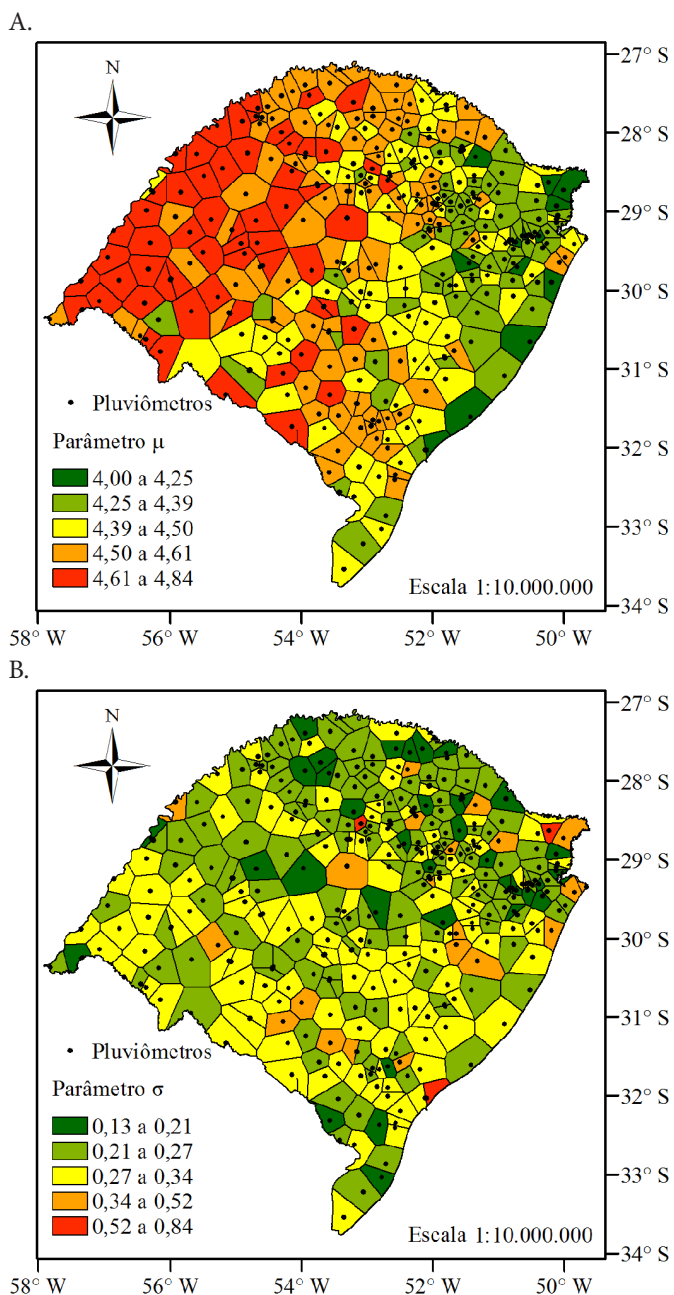 A.
N
27° S
28° S
29° S
30° S
31° S
32° S
33° S
34° S
Pluviômetros
Parâmetro μ
4,00 a 4,25
4,25 a 4,39
4,39 a 4,50
4,50 a 4,61
4,61 a 4,84
Escala 1:10.000.000
58° W 56° W 54° W 52° W 50° W
B.
N
27° S
28° S
29° S
30° S
31° S
32° S
33° S
34° S
Pluviômetros
Parâmetro σ
0,13 a 0,21
0,21 a 0,27
0,27 a 0,34
0,34 a 0,52
0,52 a 0,84
Escala 1:10.000.000
58° W 56° W 54° W 52° W 50° W